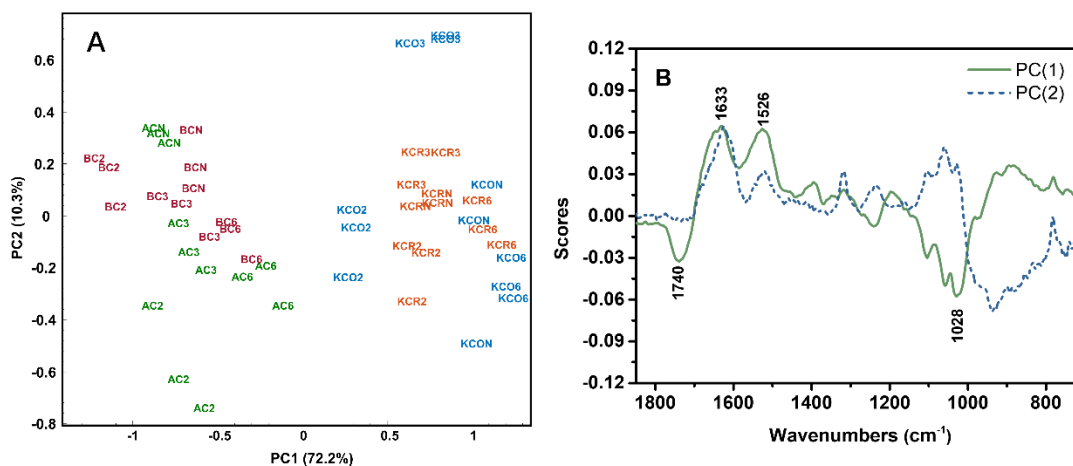 A
KCO3
KCO3
KCO3
0.6
0.4
0.2
0
-0.2
-0.4
-0.6
-0.8
ACN
ACN
ACN
BCN
BC2
BC2
BCN
BCN
BC2
BC3
BC3
AC3
BC6
BC6
BC3
AC3
BC6
AC3
AC6
AC6
AC2
AC6
AC2
AC2
KCR3 KCR3
KCR3
KCRN
KCRN
KCRN
KCON
KCR6
KCO2
KCO2
KCON
KCR6
KCR2
KCR2
KCR6
KCO6
KCO2
KCO6
KCO6
KCR2
KCON
-1 -0.5 0 0.5 1
PC1 (72.2%)
PC2 (10.3%)
B
PC(1)
PC(2)
0.12
0.09
0.06
0.03
0.00
-0.03
-0.06
-0.09
-0.12
Scores
1740
1633
1526
1028
1800 1600 1400 1200 1000 800
Wavenumbers (cm-1)